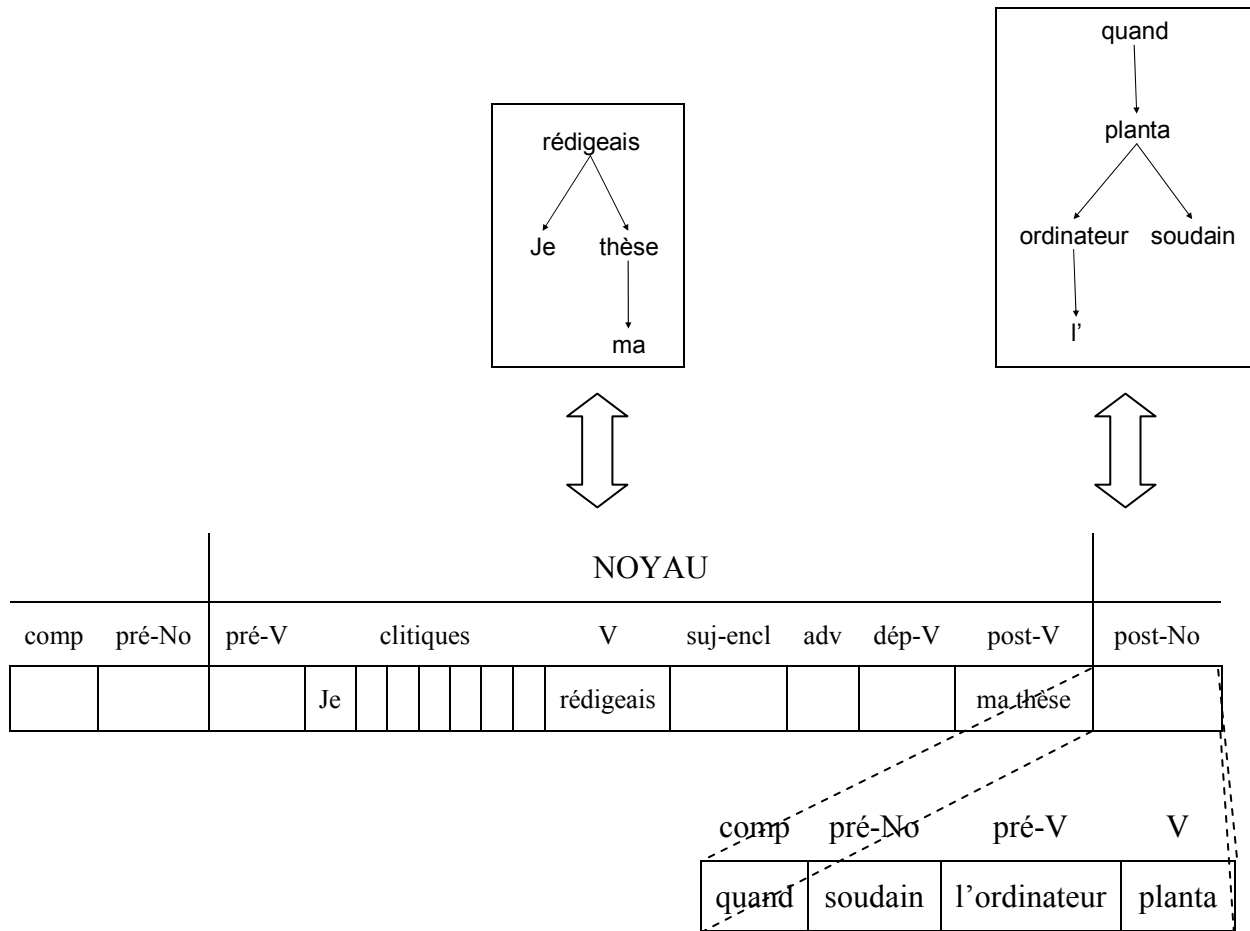 quand
planta
ordinateur soudain
l'
rédigeais
Je thèse
ma
NOYAU
comp pré-No pré-V clitiques V suj-encl adv dép-V post-V post-No
Je rédigeais ma thèse
comp pré-No pré-V V
quand soudain l'ordinateur planta